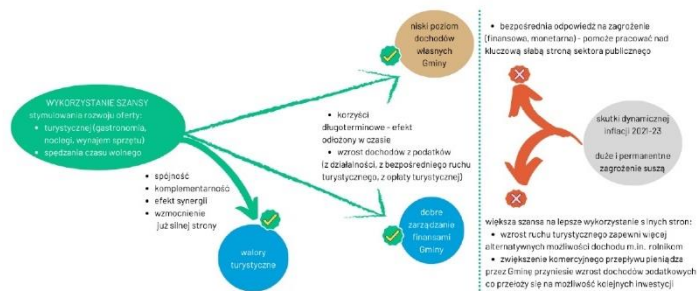 niski poziom
dochodów
własnych
Gminy
• bezpośrednia odpowiedź na zagrożenie
(finansowa, monetarna) - pomoże pracować nad
kluczową słabą stroną sektora publicznego
WYKORZYSTANIE SZANSY
stymulowanie rozwoju oferty:
• turystycznej (gastronomia,
noclegi, wynajem sprzętu)
• spędzania czasu wolnego
• korzyści
długoterminowe - efekt
odłożony w czasie
• wzrost dochodów z podatków
(z działalności, z bezpośredniego ruchu
turystycznego, z opłaty turystycznej)
skutki dynamicznej
inflacji 2021-23
duże i permanentne
zagrożenie suszą
• spójność
• komplementarność
• efekt synergii
• wzmocnienie
już silnej strony
walory
turystyczne
dobre
zarządzanie
finansami
Gminy
większa szansa na lepsze wykorzystanie silnych stron:
• wzrost ruchu turystycznego zapewni więcej
alternatywnych możliwości dochodu m.in. rolnikom
• zwiększenie komercyjnego przepływu pieniądza
przez Gminę przyniesie wzrost dochodów podatkowych
co przełoży się na możliwość kolejnych inwestycji